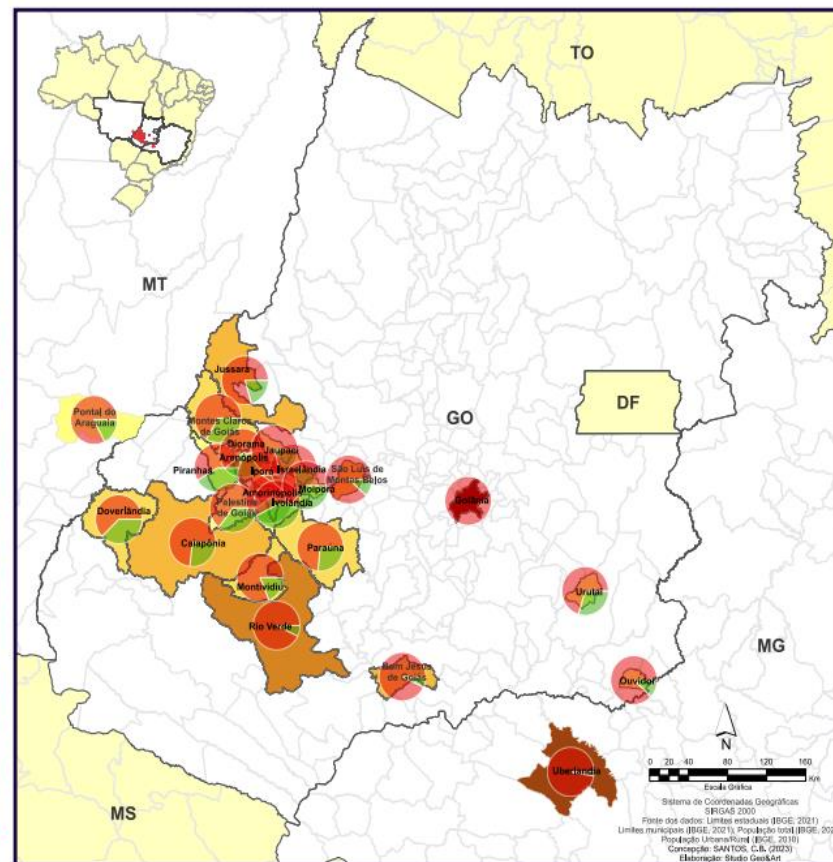 TO
MT
Jussara
Pontal do
Araguaia
Montes Claros
de Goiás
DF
GO
Diorama
Jaupaci
Arenópolis
Piranhas
Iporá
Israelândia
São Luís de
Montes Belos
Moiporá
Amorinópolis
Goiânia
Palestina
de Goiás
Ivolândia
Doverlândia
Caiapônia
Paraúna
Montividiu
Urutaí
Rio Verde
MG
Bom Jesus
de Goiás
Ouvidor
N
Uberlandia
0 20 40 80 120 160
Km
Escala Gráfica
MS
Sistema de Coordenadas Geográficas
SIRGAS 2000
Fonte dos dados: Limites estaduais (IBGE, 2021)
Limites municipais (IBGE, 2021); População total (IBGE, 20
População Urbana/Rural (IBGE, 2010)
Concepção: SANTOS, C.B. (2023)
Elaboração: Studio Geo&Art